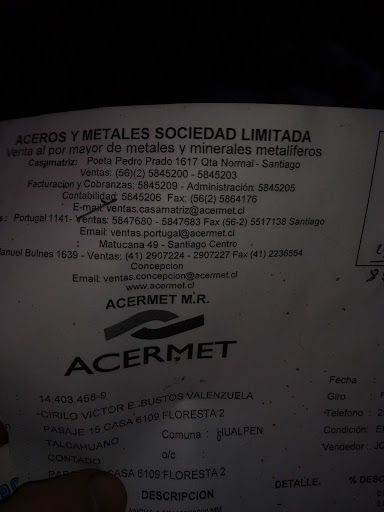 ACEROS Y METALES SOCIEDAD LIMITADA
Venta al por mayor de metales y minerales metalíferos
Casamatriz: Poeta Pedro Prado 1617 Qta Normal - Santiago
Ventas: (56)(2) 5845200 - 5845203
Facturacion y Cobranzas: 5845209 - Administración: 5845205
Contabilidad: 5845206 Fax: (56-2) 5864176
E-mail: ventas.casamatriz@acermet.cl
: Portugal 1141- Ventas: 5847680 - 5847683 Fax (56-2) 5517138 Santiago
Email: ventas.portugal@acermet.cl
: Matucana 49 - Santiago Centro
Manuel Bulnes 1639 - Ventas: (41) 2907224 - 2907227 Fax (41) 2236554
Concepcion
Email: ventas.concepcion@acermet.cl
www.acermet.cl
ACERMET M.R.
ACERMET
14.403.456-9
CIRILO VICTOR E. BUSTOS VALENZUELA
PASAJE 15 CASA 6109 FLORESTA 2
TALCAHUANO Comuna : HUALPEN
CONTADO o/c :
CASA 6109 FLORESTA 2
Fecha :
Giro :
Telefono :
Condición:
Vendedor :
DESCRIPCION DETALLE. % DESC